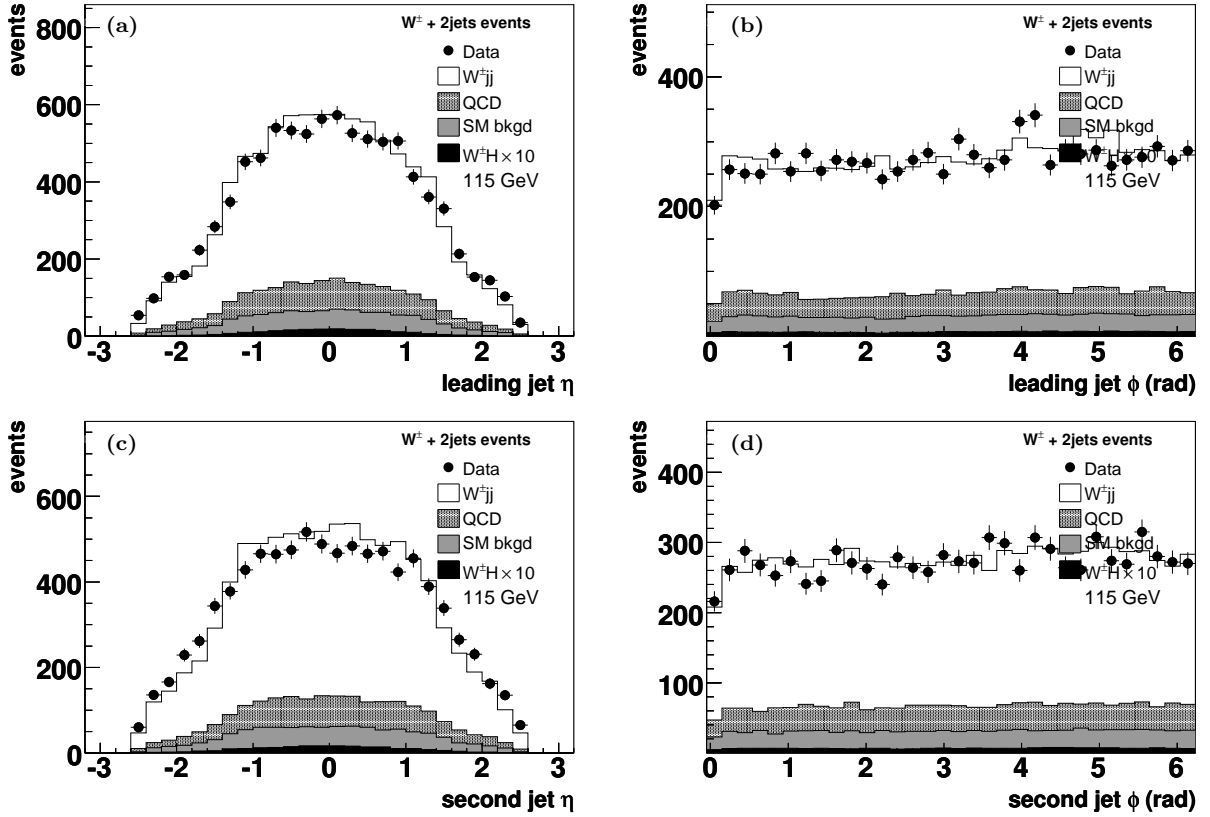 (a)
W± + 2jets events
Data
W±jj
QCD
SM bkgd
W±H×10
115 GeV
events
800
600
400
200
0
-3 -2 -1 0 1 2 3
leading jet η
(b)
W± + 2jets events
Data
W±jj
QCD
SM bkgd
W±H×10
115 GeV
events
400
200
0 1 2 3 4 5 6
leading jet ϕ (rad)
(c)
W± + 2jets events
Data
W±jj
QCD
SM bkgd
W±H×10
115 GeV
events
600
400
200
0
-3 -2 -1 0 1 2 3
second jet η
(d)
W± + 2jets events
Data
W±jj
QCD
SM bkgd
W±H×10
115 GeV
events
400
300
200
100
0 1 2 3 4 5 6
second jet ϕ (rad)